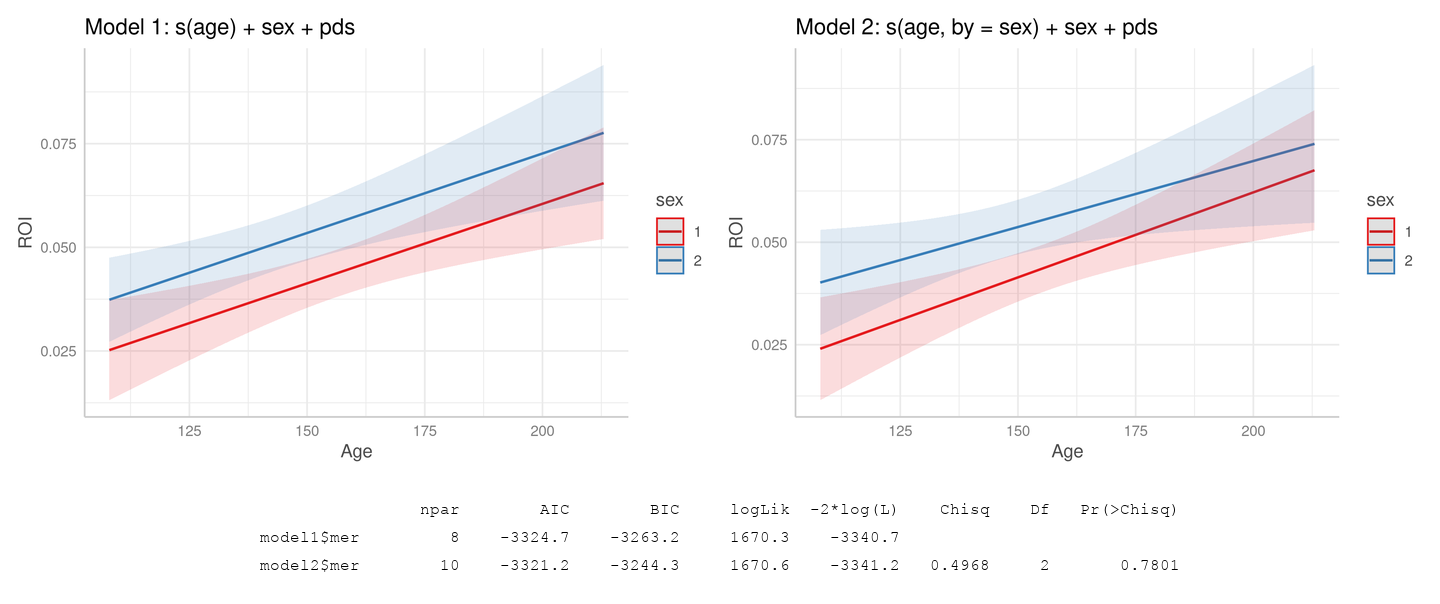 Model 1: s(age) + sex + pds
ROI
0.075
0.050
0.025
125 150 175 200
Age
sex
1
2
Model 2: s(age, by = sex) + sex + pds
ROI
0.075
0.050
0.025
125 150 175 200
Age
sex
1
2
npar AIC BIC logLik -2*log(L) Chisq Df Pr(>Chisq)
model1$mer 8 -3324.7 -3263.2 1670.3 -3340.7
model2$mer 10 -3321.2 -3244.3 1670.6 -3341.2 0.4968 2 0.7801